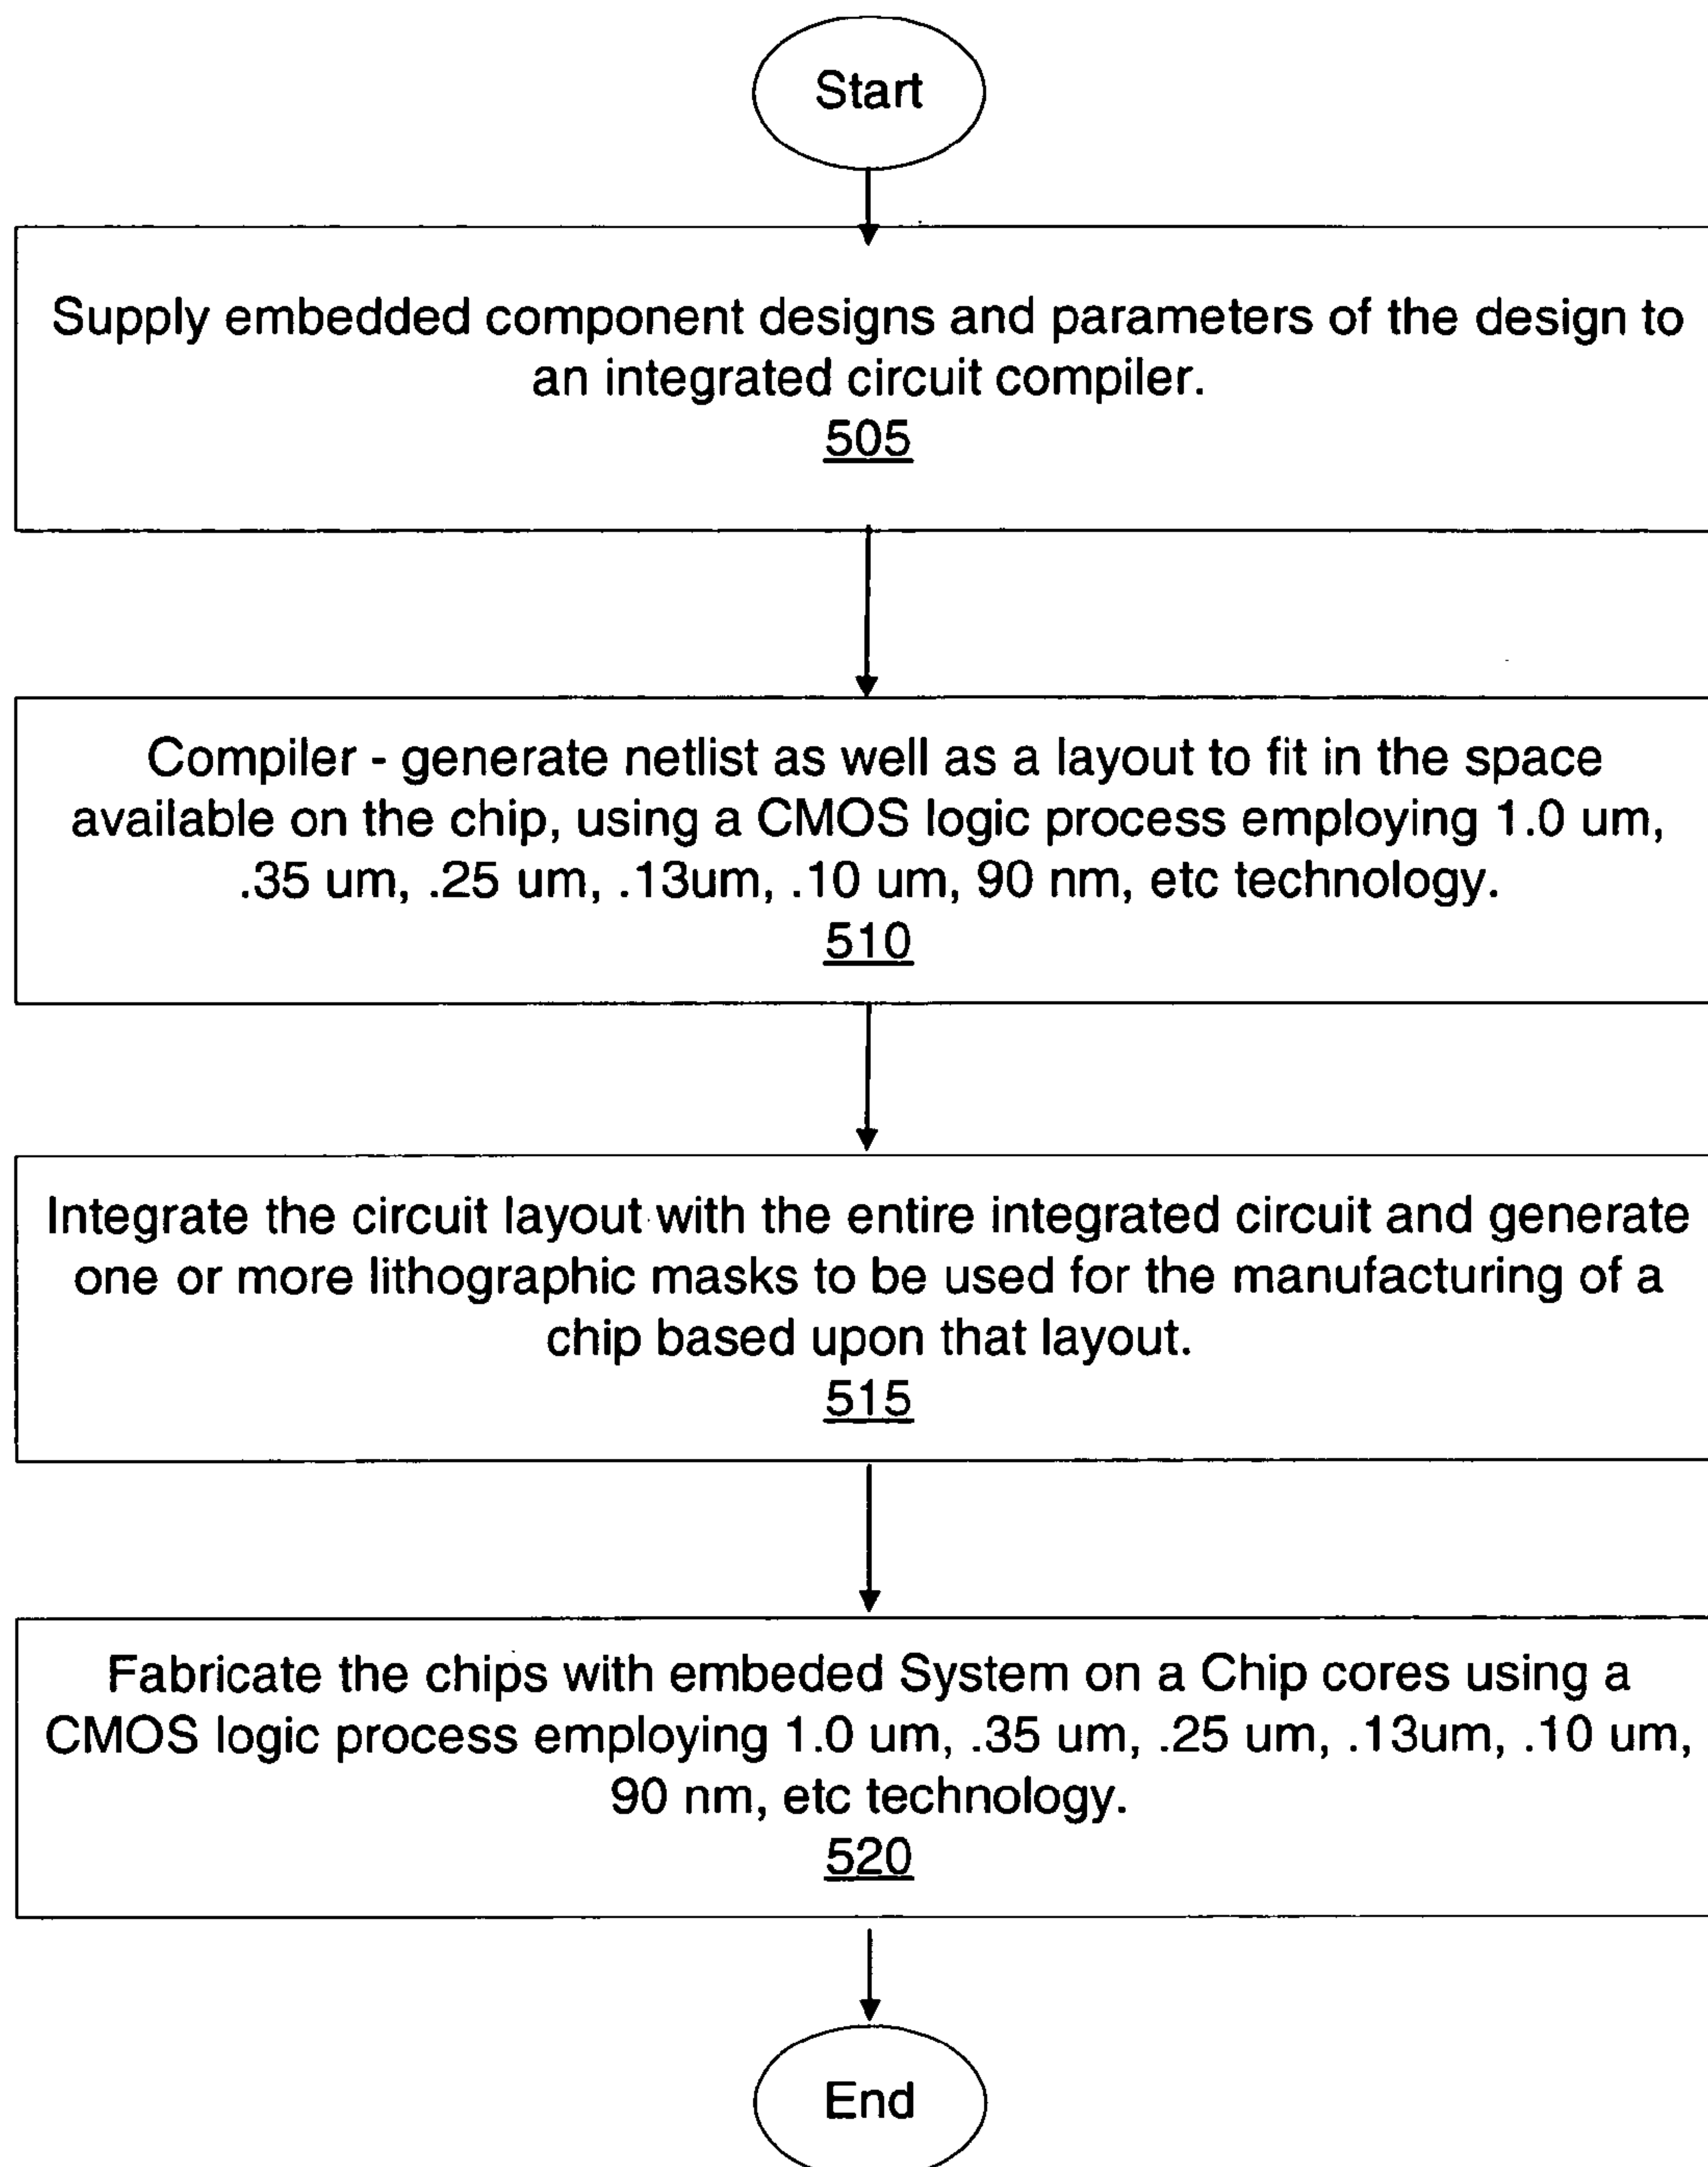 Start
Supply embedded component designs and parameters of the design to
an integrated circuit compiler.
505
Compiler - generate netlist as well as a layout to fit in the space
available on the chip, using a CMOS logic process employing 1.0 um,
.35 um, .25 um, .13um, .10 um, 90 nm, etc technology.
510
Integrate the circuit layout with the entire integrated circuit and generate
one or more lithographic masks to be used for the manufacturing of a
chip based upon that layout.
515
Fabricate the chips with embeded System on a Chip cores using a
CMOS logic process employing 1.0 um, .35 um, .25 um, .13um, .10 um,
90 nm, etc technology.
520
End